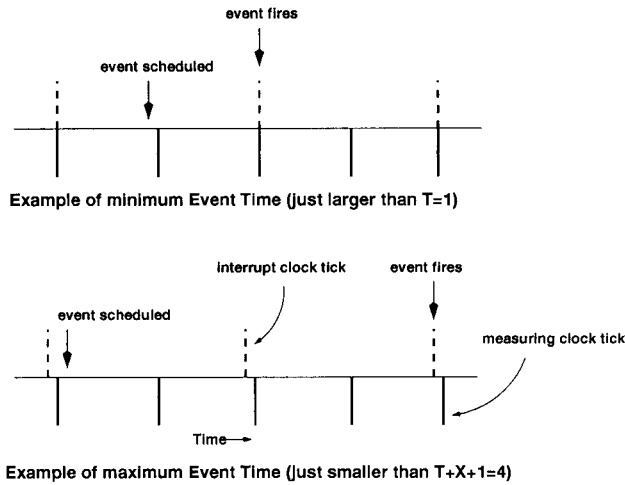 event fires
event scheduled
Example of minimum Event Time (just larger than T=1)
interrupt clock tick
event fires
event scheduled
measuring clock tick
Time
Example of maximum Event Time (just smaller than T+X+1=4)